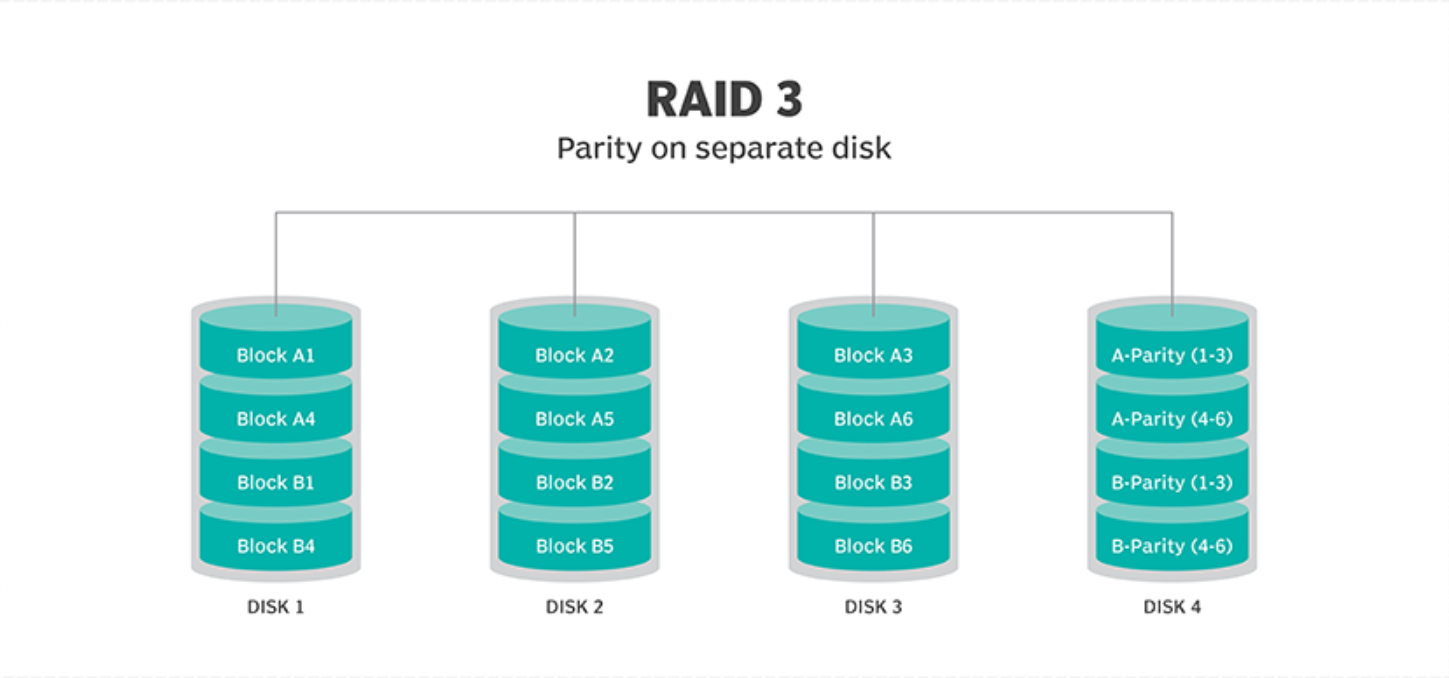 RAID 3
Parity on separate disk
Block A1
Block A2
Block A3
A-Parity (1-3)
Block A4
Block A5
Block A6
A-Parity (4-6)
Block B1
Block B2
Block B3
B-Parity (1-3)
Block B4
Block B5
Block B6
B-Parity (4-6)
DISK 1
DISK 2
DISK 3
DISK 4